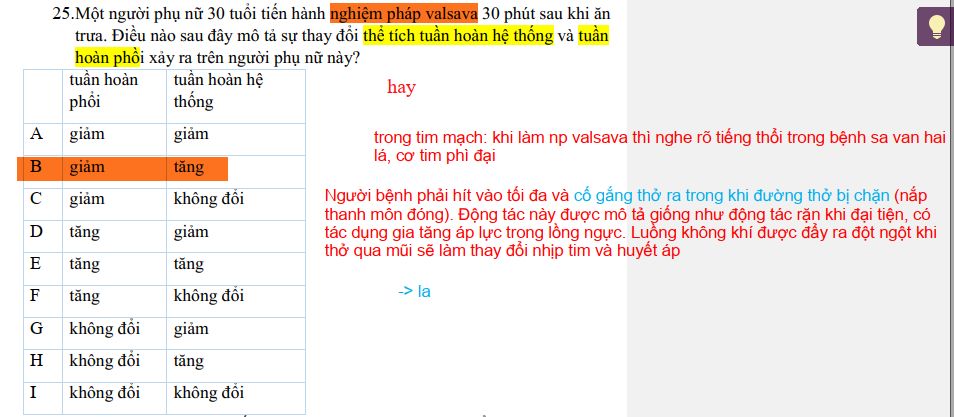 25.Một người phụ nữ 30 tuổi tiến hành nghiệm pháp valsava 30 phút sau khi ăn
trưa. Điều nào sau đây mô tả sự thay đổi thể tích tuần hoàn hệ thống và tuần
hoàn phổi xảy ra trên người phụ nữ này?
tuần hoàn phổi
tuần hoàn hệ thống
A giảm giảm
B giảm tăng
C giảm không đổi
D tăng giảm
E tăng tăng
F tăng không đổi
G không đổi giảm
H không đổi tăng
I không đổi không đổi
hay
trong tim mạch: khi làm np valsava thì nghe rõ tiếng thổi trong bệnh sa van hai
lá, cơ tim phì đại
Người bệnh phải hít vào tối đa và cố gắng thở ra trong khi đường thở bị chặn (nắp
thanh môn đóng). Động tác này được mô tả giống như động tác rặn khi đại tiện, có
tác dụng gia tăng áp lực trong lồng ngực. Luồng không khí được đẩy ra đột ngột khi
thở qua mũi sẽ làm thay đổi nhịp tim và huyết áp
-> Ia